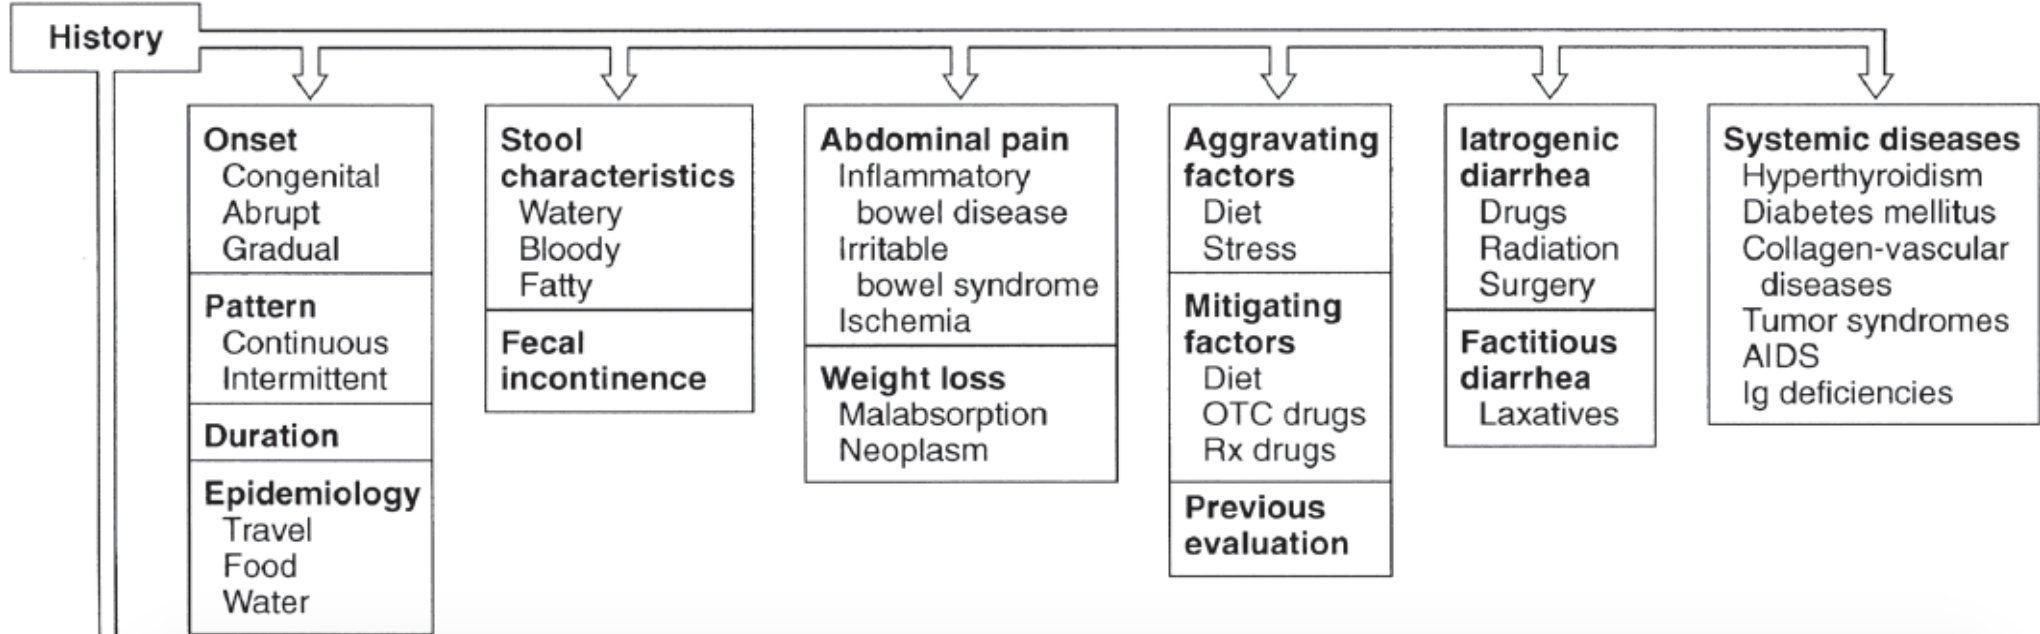 History
Onset
Congenital
Abrupt
Gradual
Pattern
Continuous
Intermittent
Duration
Epidemiology
Travel
Food
Water
Stool
characteristics
Watery
Bloody
Fatty
Fecal
incontinence
Abdominal pain
Inflammatory
bowel disease
Irritable
bowel syndrome
Ischemia
Weight loss
Malabsorption
Neoplasm
Aggravating
factors
Diet
Stress
Mitigating
factors
Diet
OTC drugs
Rx drugs
Previous
evaluation
Iatrogenic
diarrhea
Drugs
Radiation
Surgery
Factitious
diarrhea
Laxatives
Systemic diseases
Hyperthyroidism
Diabetes mellitus
Collagen-vascular
diseases
Tumor syndromes
AIDS
Ig deficiencies